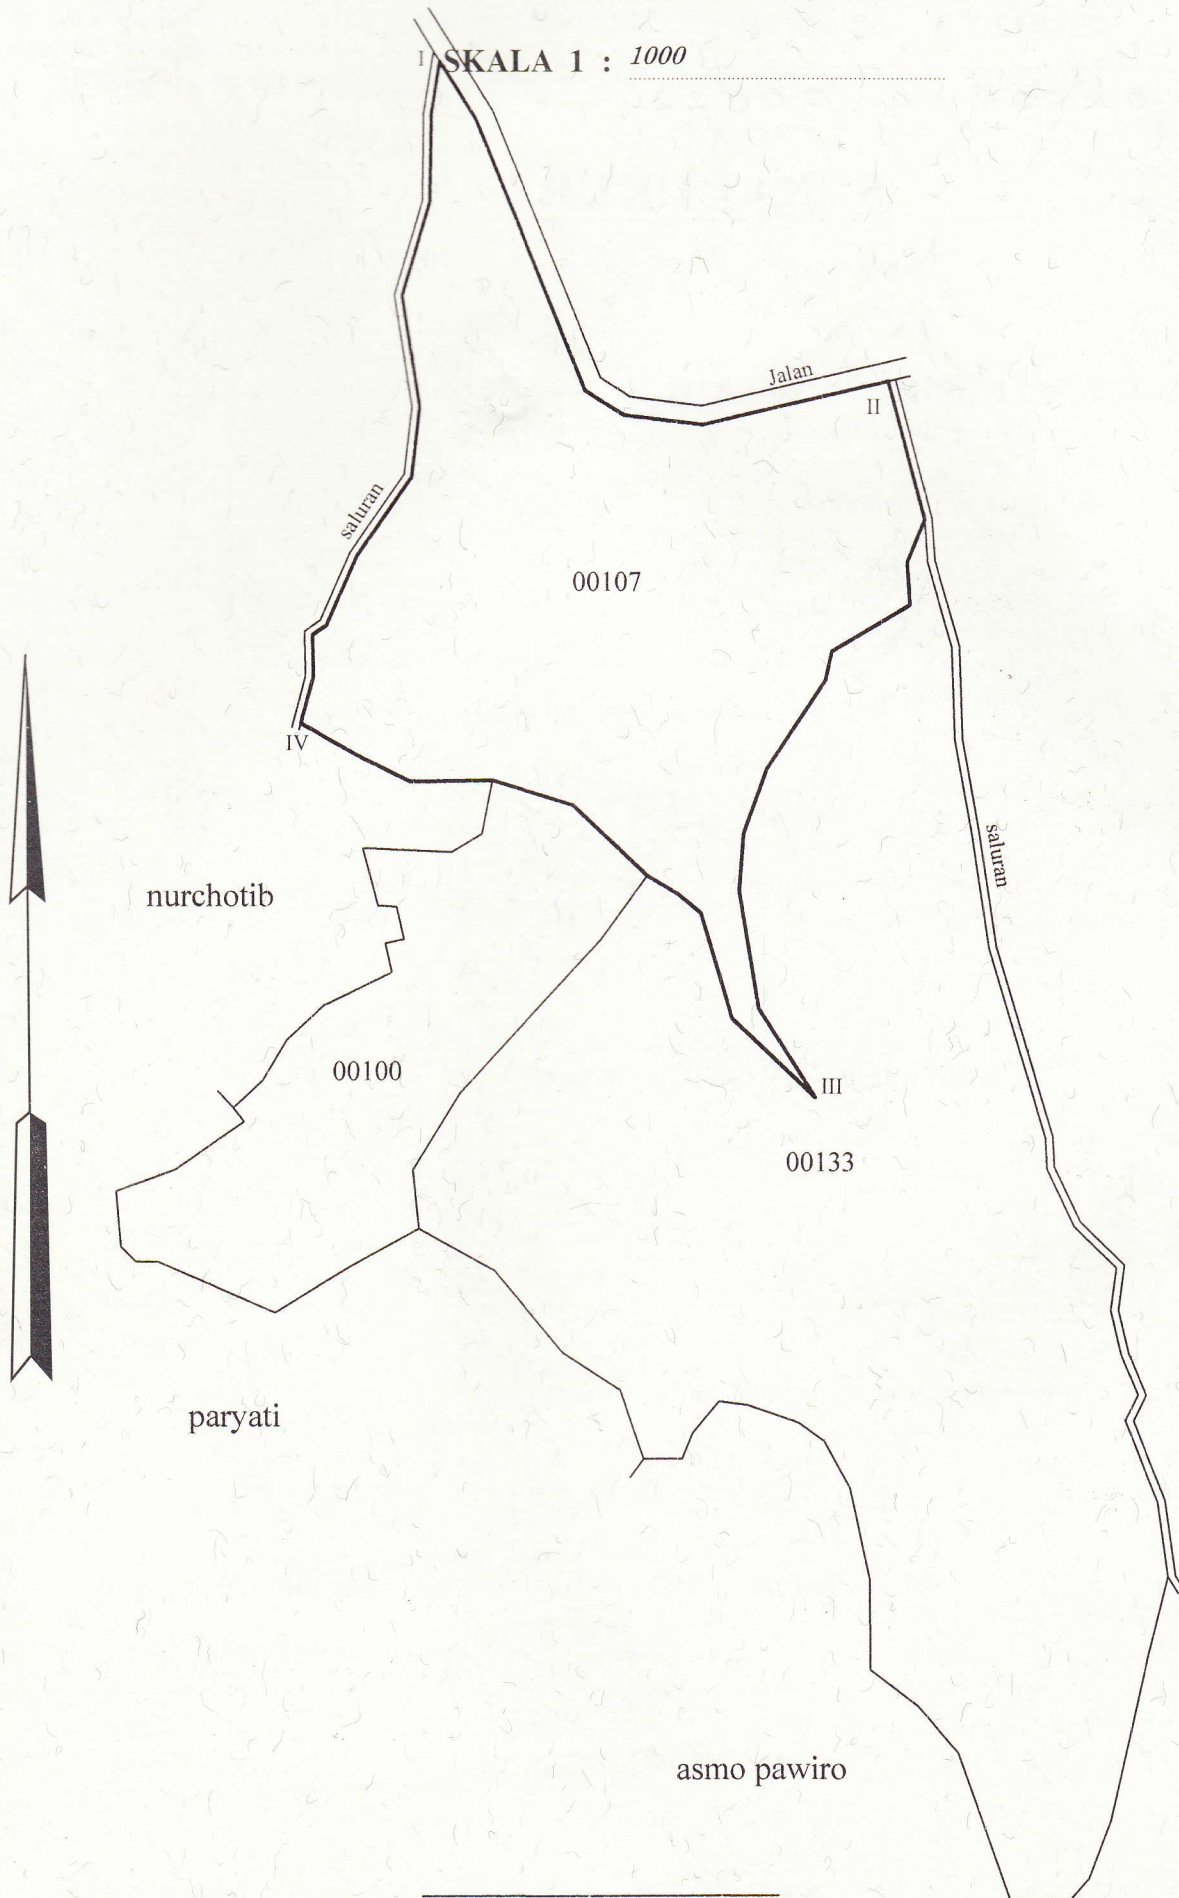 I SKALA 1 : 1000
Jalan
II
saluran
00107
IV
saluran
nurchotib
00100
III
00133
paryati
asmo pawiro